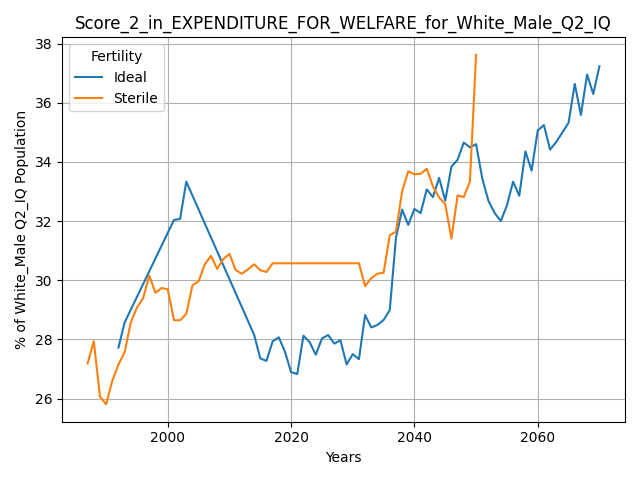 Score_2_in_EXPENDITURE_FOR_WELFARE_for_White_Male_Q2_IQ
Fertility
Ideal
Sterile
% of White_Male Q2_IQ Population
38
36
34
32
30
28
26
2000
2020
2040
2060
Years